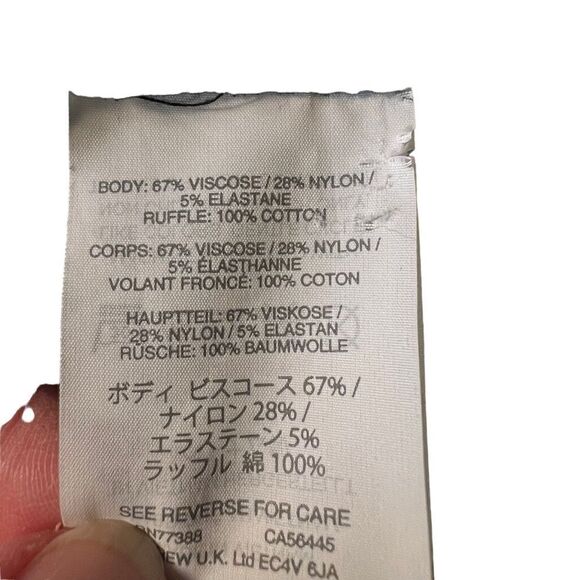 BODY: 67% VISCOSE / 28% NYLON /
5% ELASTANE
RUFFLE: 100% COTTON
CORPS: 67% VISCOSE / 28% NYLON /
5% ÉLASTHANNE
VOLANT FRONCÉ: 100% COTON
HAUPTTEIL: 67% VISKOSE /
28% NYLON / 5% ELASTAN
RÜSCHE: 100% BAUMWOLLE
ボディ ビスコース 67% /
ナイロン 28% /
エラステーン 5%
ラッフル 綿 100%
SEE REVERSE FOR CARE
N77388 CA56445
EW U.K. Ltd EC4V 6JA